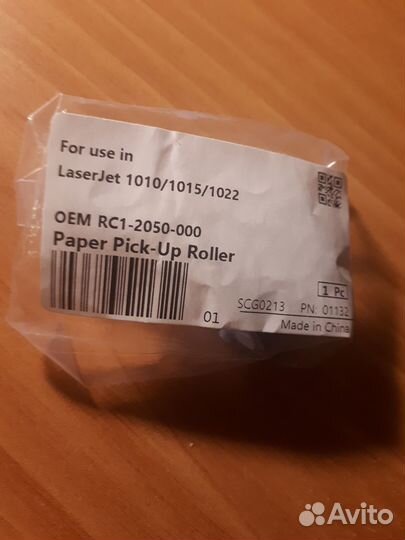 For use in
LaserJet 1010/1015/1022
OEM RC1-2050-000
Paper Pick-Up Roller
1 Pc
01
SCG0213 PN: 01132
Made in China
Avito